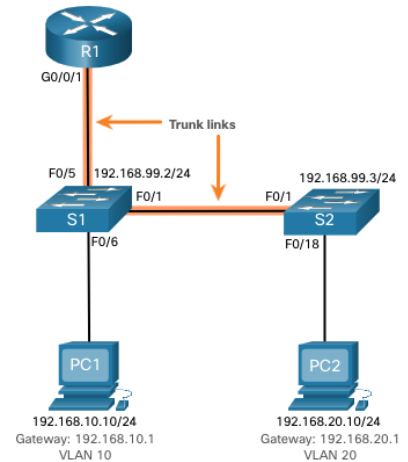 R1
G0/0/1
Trunk links
F0/5 192.168.99.2/24
192.168.99.3/24
F0/1 F0/1
S1 S2
F0/6 F0/18
PC1 PC2
192.168.10.10/24 192.168.20.10/24
Gateway: 192.168.10.1 Gateway: 192.168.20.1
VLAN 10 VLAN 20